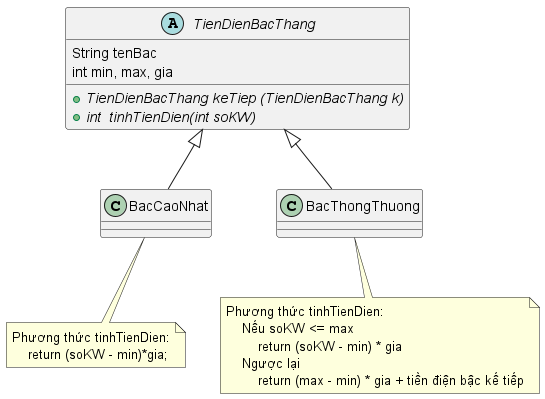 A TienDienBacThang
String tenBac
int min, max, gia
TienDienBacThang keTiep (TienDienBacThang k)
int tinhTienDien(int soKW)
C BacCaoNhat
C BacThongThuong
Phương thức tinhTienDien:
return (soKW - min)*gia;
Phương thức tinhTienDien:
Nếu soKW <= max
return (soKW - min) * gia
Ngược lại
return (max - min) * gia + tiền điện bậc kế tiếp